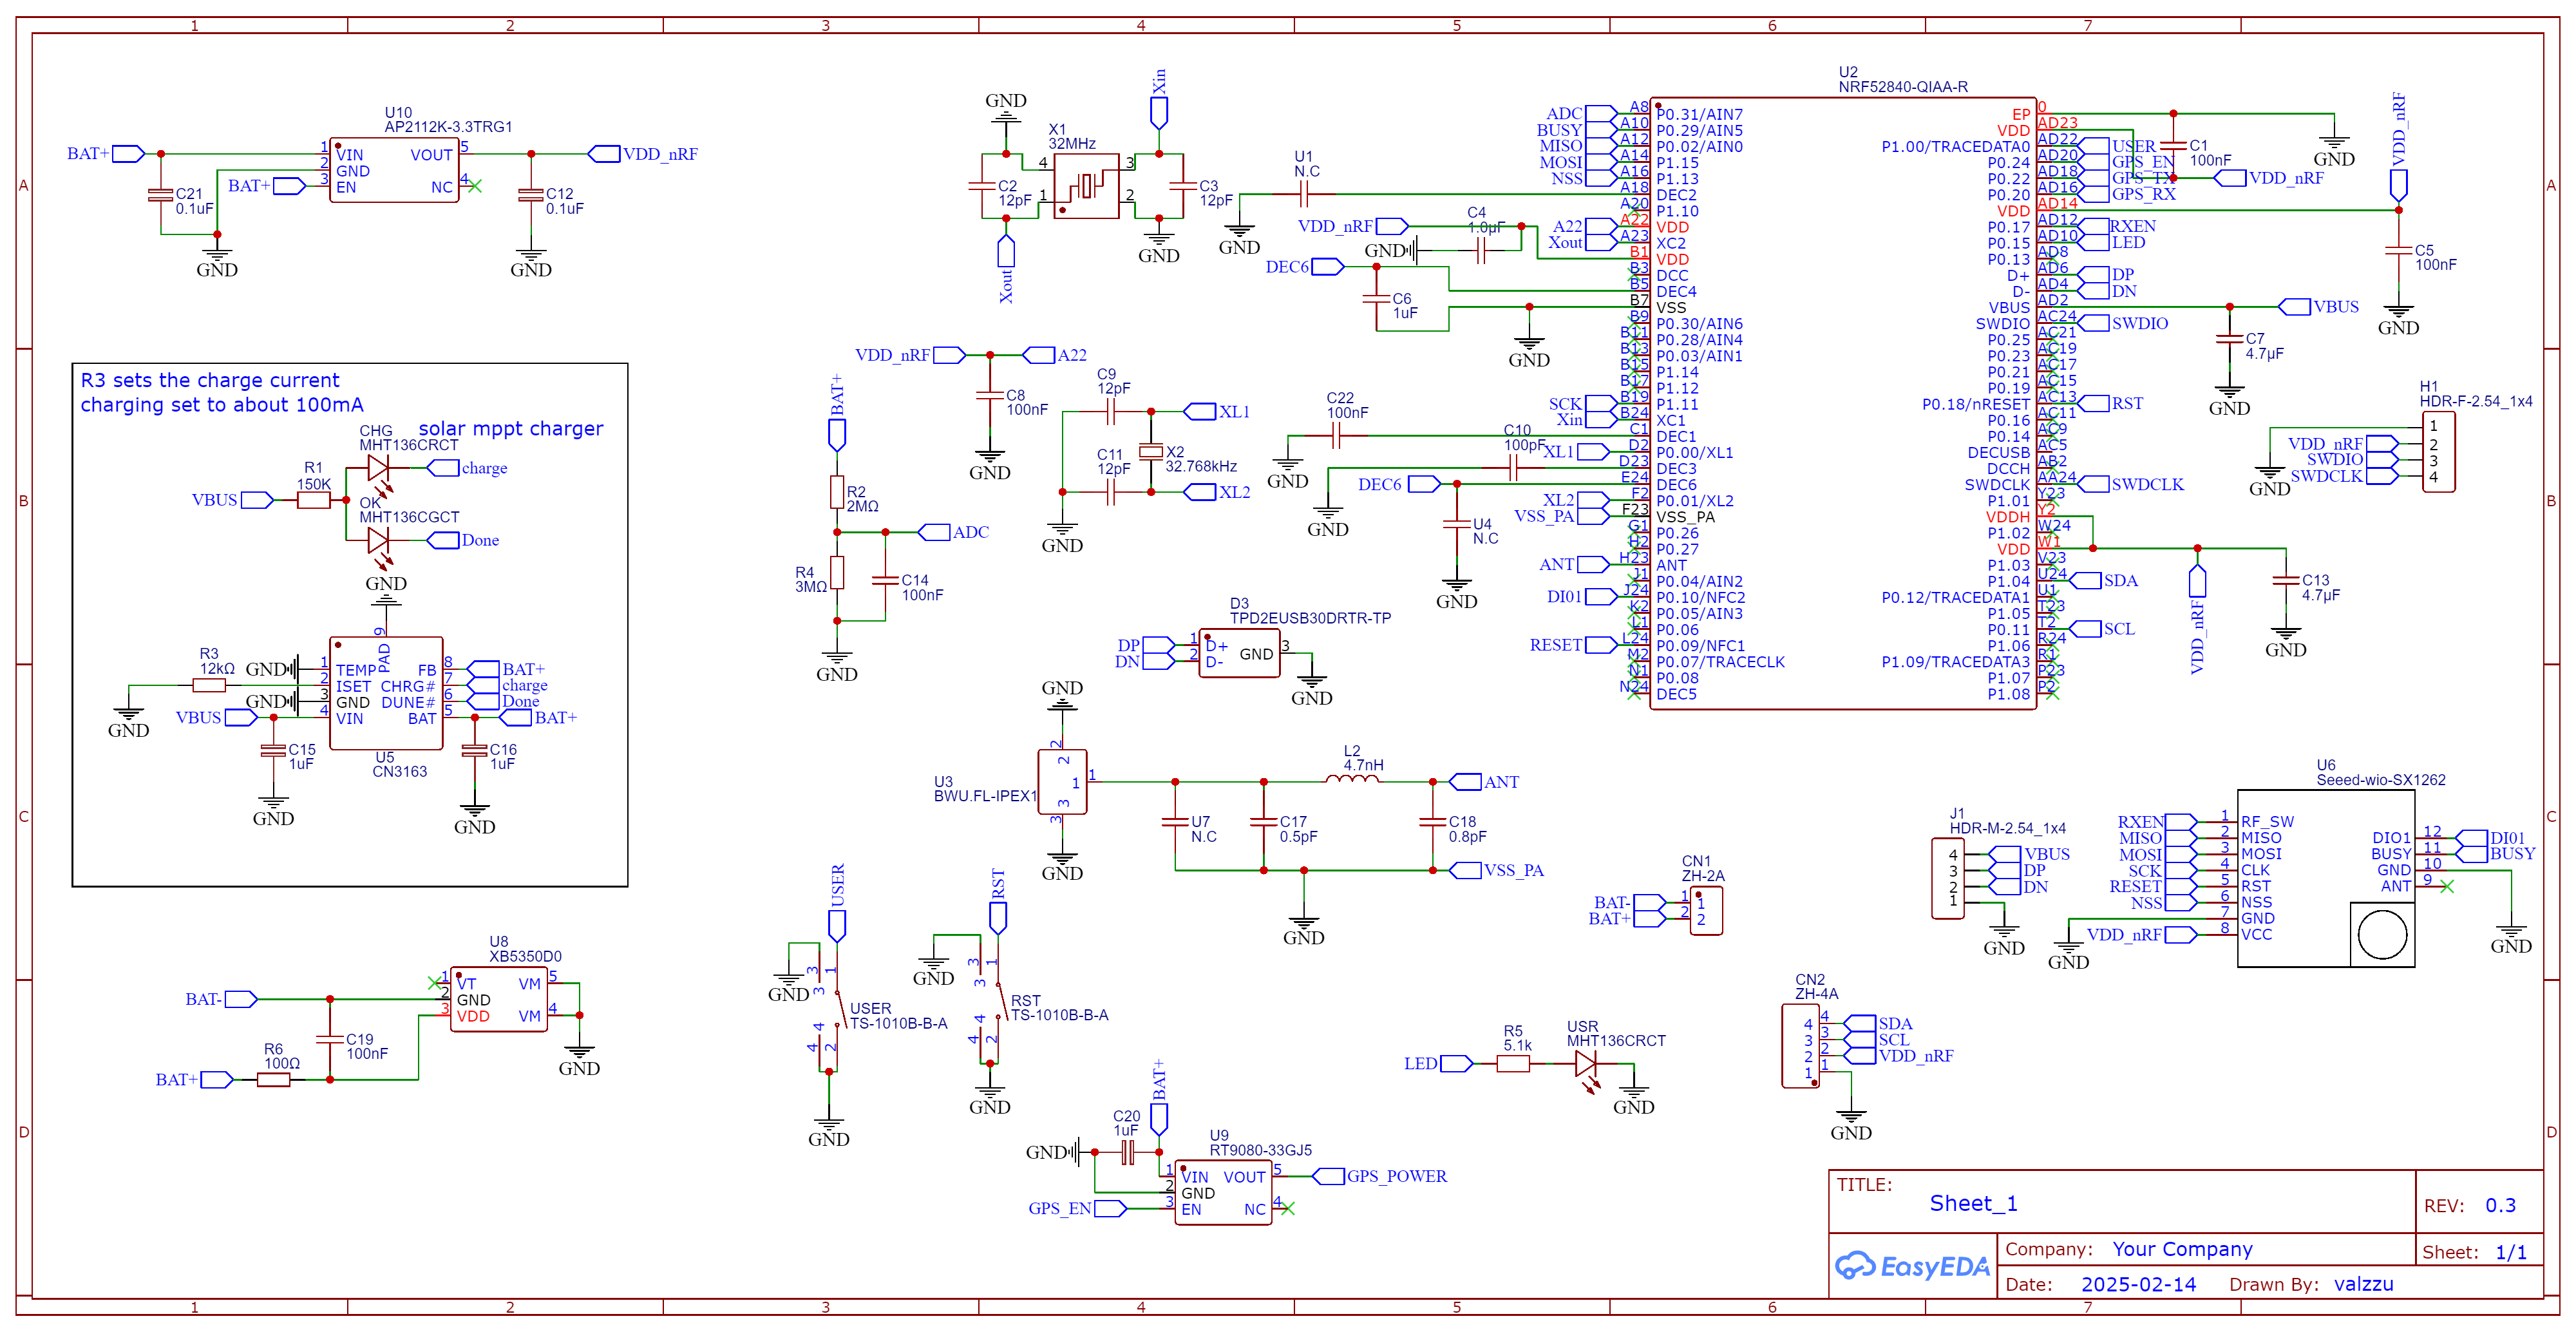 1 2 3 4 5 6 7
A
B
C
D
U10
AP2112K-3.3TRG1
BAT+
1 VIN
2 GND
3 EN
VOUT 5
NC 4
BAT+
VDD_nRF
C21
0.1uF
C12
0.1uF
GND
GND
R3 sets the charge current
charging set to about 100mA
solar mppt charger
CHG
MHT136CRCT
charge
R1
150K
VBUS
OK
MHT136CGCT
Done
GND
9
PAD
R3
12kΩ
GND
GND
GND
1 TEMP
2 ISET
3 GND
4 VIN
FB 8
CHRG# 7
DUNE# 6
BAT 5
BAT+
charge
Done
BAT+
VBUS
C15
1uF
C16
1uF
U5
CN3163
GND
GND
U8
XB5350D0
BAT-
1 VT
2 GND
3 VDD
VM 5
VM 4
C19
100nF
R6
100Ω
BAT+
GND
GND
Xin
X1
32MHz
4
3
1
2
C2
12pF
C3
12pF
Xout
GND
VDD_nRF
A22
C8
100nF
GND
BAT+
R2
2MΩ
ADC
R4
3MΩ
C14
100nF
GND
C9
12pF
XL1
C11
12pF
X2
32.768kHz
XL2
GND
D3
TPD2EUSB30DRTR-TP
DP
DN
1 D+
2 D-
GND 3
GND
GND
U3
BWU.FL-IPEX1
2
2
1
1
3
3
GND
L2
4.7nH
ANT
U7
N.C
C17
0.5pF
C18
0.8pF
VSS_PA
GND
USER
3
1
3
GND
USER
TS-1010B-B-A
4
4
2
GND
RST
3
1
3
GND
RST
TS-1010B-B-A
4
4
2
GND
BAT+
C20
1uF
GND
U9
RT9080-33GJ5
1 VIN
2 GND
3 EN
VOUT 5
NC 4
GPS_EN
GPS_POWER
U1
N.C
GND
VDD_nRF
C4
1.0µF
GND
DEC6
C6
1uF
GND
C22
100nF
GND
C10
100pF
GND
DEC6
U4
N.C
GND
U2
NRF52840-QIAA-R
ADC A8 P0.31/AIN7
BUSY A10 P0.29/AIN5
MISO A12 P0.02/AIN0
MOSI A14 P1.15
NSS A16 P1.13
A18 DEC2
A20 P1.10
A22 A22 VDD
Xout A23 XC2
B1 VDD
B3 DCC
B5 DEC4
B7 VSS
B9 P0.30/AIN6
B11 P0.28/AIN4
B13 P0.03/AIN1
B15 P1.14
B17 P1.12
SCK B19 P1.11
Xin B24 XC1
C1 DEC1
XL1 D2 P0.00/XL1
D23 DEC3
E24 DEC6
XL2 F2 P0.01/XL2
VSS_PA F23 VSS_PA
G1 P0.26
H2 P0.27
ANT H23 ANT
J1 P0.04/AIN2
DI01 J24 P0.10/NFC2
K2 P0.05/AIN3
L1 P0.06
RESET L24 P0.09/NFC1
M2 P0.07/TRACECLK
N1 P0.08
N24 DEC5
EP 0
VDD AD23
P1.00/TRACEDATA0 AD22 USER
P0.24 AD20 GPS_EN
P0.22 AD18 GPS_TX
P0.20 AD16 GPS_RX
VDD AD14
P0.17 AD12 RXEN
P0.15 AD10 LED
P0.13 AD8
D+ AD6 DP
D- AD4 DN
VBUS AD2 VBUS
SWDIO AC24 SWDIO
P0.25 AC21
P0.23 AC19
P0.21 AC17
P0.19 AC15
P0.18/nRESET AC13 RST
P0.16 AC11
P0.14 AC9
DECUSB AC5
DCCH AB2
SWDCLK AA24 SWDCLK
P1.01 Y23
VDDH Y2
P1.02 W24
VDD W1
P1.03 V23
P1.04 U24 SDA
P0.12/TRACEDATA1 U1
P1.05 T23
P0.11 T2 SCL
P1.06 R24
P1.09/TRACEDATA3 R1
P1.07 P23
P1.08 P2
C1
100nF
VDD_nRF
GND
VDD_nRF
C5
100nF
GND
C7
4.7µF
GND
H1
HDR-F-2.54_1x4
1
VDD_nRF 2
SWDIO 3
SWDCLK 4
GND
VDD_nRF
C13
4.7µF
GND
U6
Seeed-wio-SX1262
RXEN 1 RF_SW
MISO 2 MISO
MOSI 3 MOSI
SCK 4 CLK
RESET 5 RST
NSS 6 NSS
7 GND
VDD_nRF 8 VCC
DIO1 12 DI01
BUSY 11 BUSY
GND 10
ANT 9
GND
GND
J1
HDR-M-2.54_1x4
4 VBUS
3 DP
2 DN
1
GND
CN1
ZH-2A
BAT- 1 1
BAT+ 2 2
CN2
ZH-4A
4 4 SDA
3 3 SCL
2 2 VDD_nRF
1 1
GND
LED
R5
5.1k
USR
MHT136CRCT
GND
TITLE:
Sheet_1
REV: 0.3
EasyEDA
Company: Your Company
Sheet: 1/1
Date: 2025-02-14 Drawn By: valzzu
A
B
C
D
1 2 3 4 5 6 7